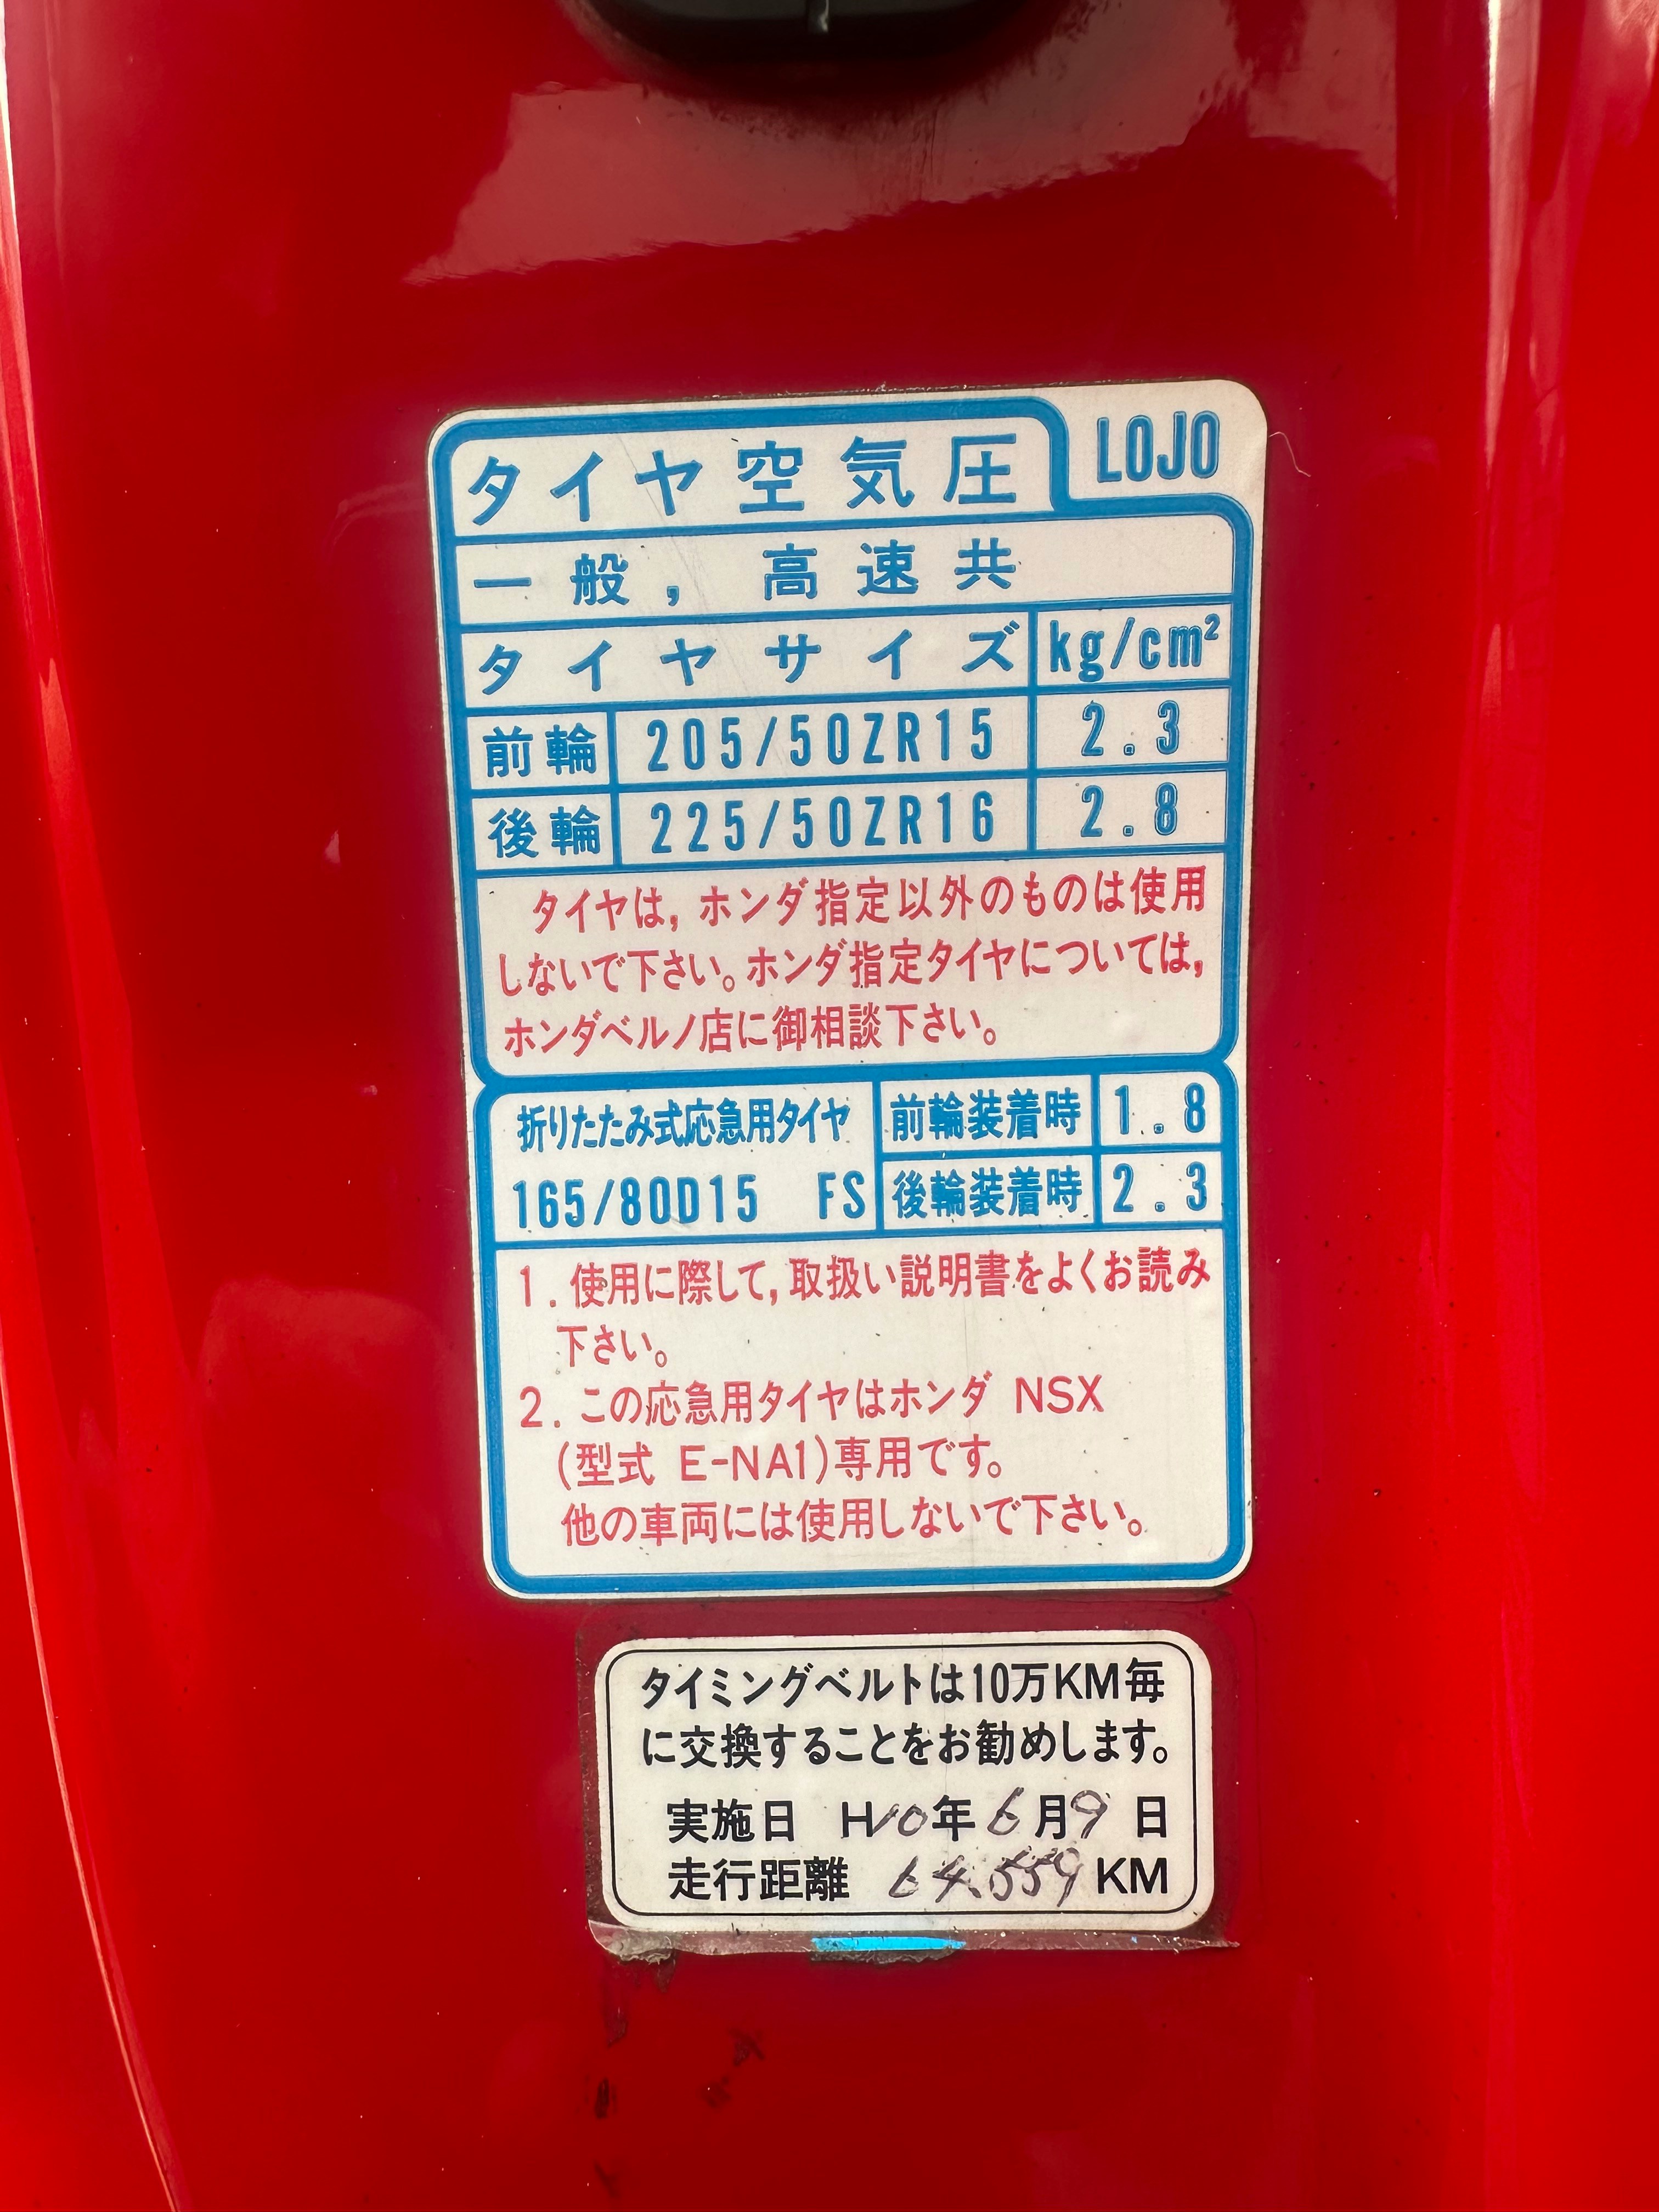 タイヤ空気圧 LOJO
一般，高速共
タイヤサイズ kg/cm²
前輪 205/50ZR15 2.3
後輪 225/50ZR16 2.8
タイヤは，ホンダ指定以外のものは使用
しないで下さい。ホンダ指定タイヤについては，
ホンダベルノ店に御相談下さい。
折りたたみ式応急用タイヤ 前輪装着時 1.8
165/80D15 FS 後輪装着時 2.3
1．使用に際して，取扱い説明書をよくお読み
下さい。
2．この応急用タイヤはホンダ NSX
(型式 E-NA1)専用です。
他の車両には使用しないで下さい。
タイミングベルトは10万KM毎
に交換することをお勧めします。
実施日 H10年6月9日
走行距離 64.559KM